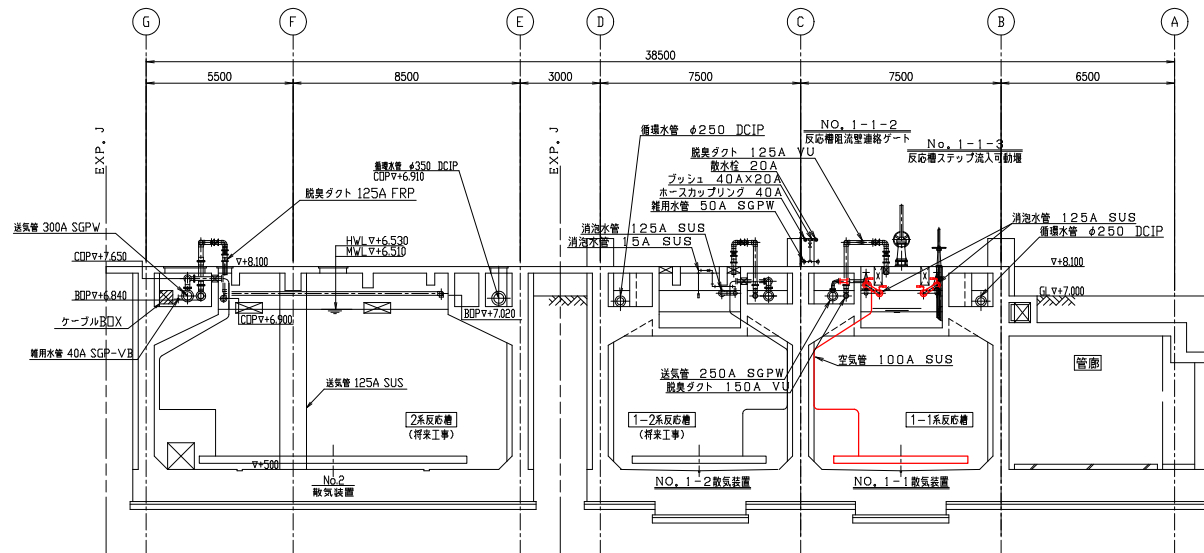 G
F
E
D
C
B
A
38500
5500
8500
3000
7500
7500
6500
EXP. J
EXP. J
循環水管 φ250 DCIP
NO. 1-1-2
反応槽阻流壁連絡ゲート
No. 1-1-3
反応槽ステップ流入可動堰
脱臭ダクト 125A VU
散水栓 20A
ブッシュ 40AX20A
ホースカップリング 40A
雑用水管 50A SGPW
循環水管 φ350 DCIP
COP▽+6.910
脱臭ダクト 125A FRP
送気管 300A SGPW
消泡水管 125A SUS
消泡水管 15A SUS
消泡水管 125A SUS
循環水管 φ250 DCIP
HWL ▽+6.530
MWL ▽+6.510
COP▽+7.650
▽+8.100
▽+8.100
BOP▽+6.840
GL ▽+7.000
ケーブルBOX
COP▽+6.900
BOP▽+7.020
雑用水管 40A SGP-VB
空気管 100A SUS
送気管 250A SGPW
脱臭ダクト 150A VU
管廊
送気管 125A SUS
2系反応槽
(将来工事)
1-2系反応槽
(将来工事)
1-1系反応槽
▽+500
No.2
散気装置
NO. 1-2散気装置
NO. 1-1散気装置